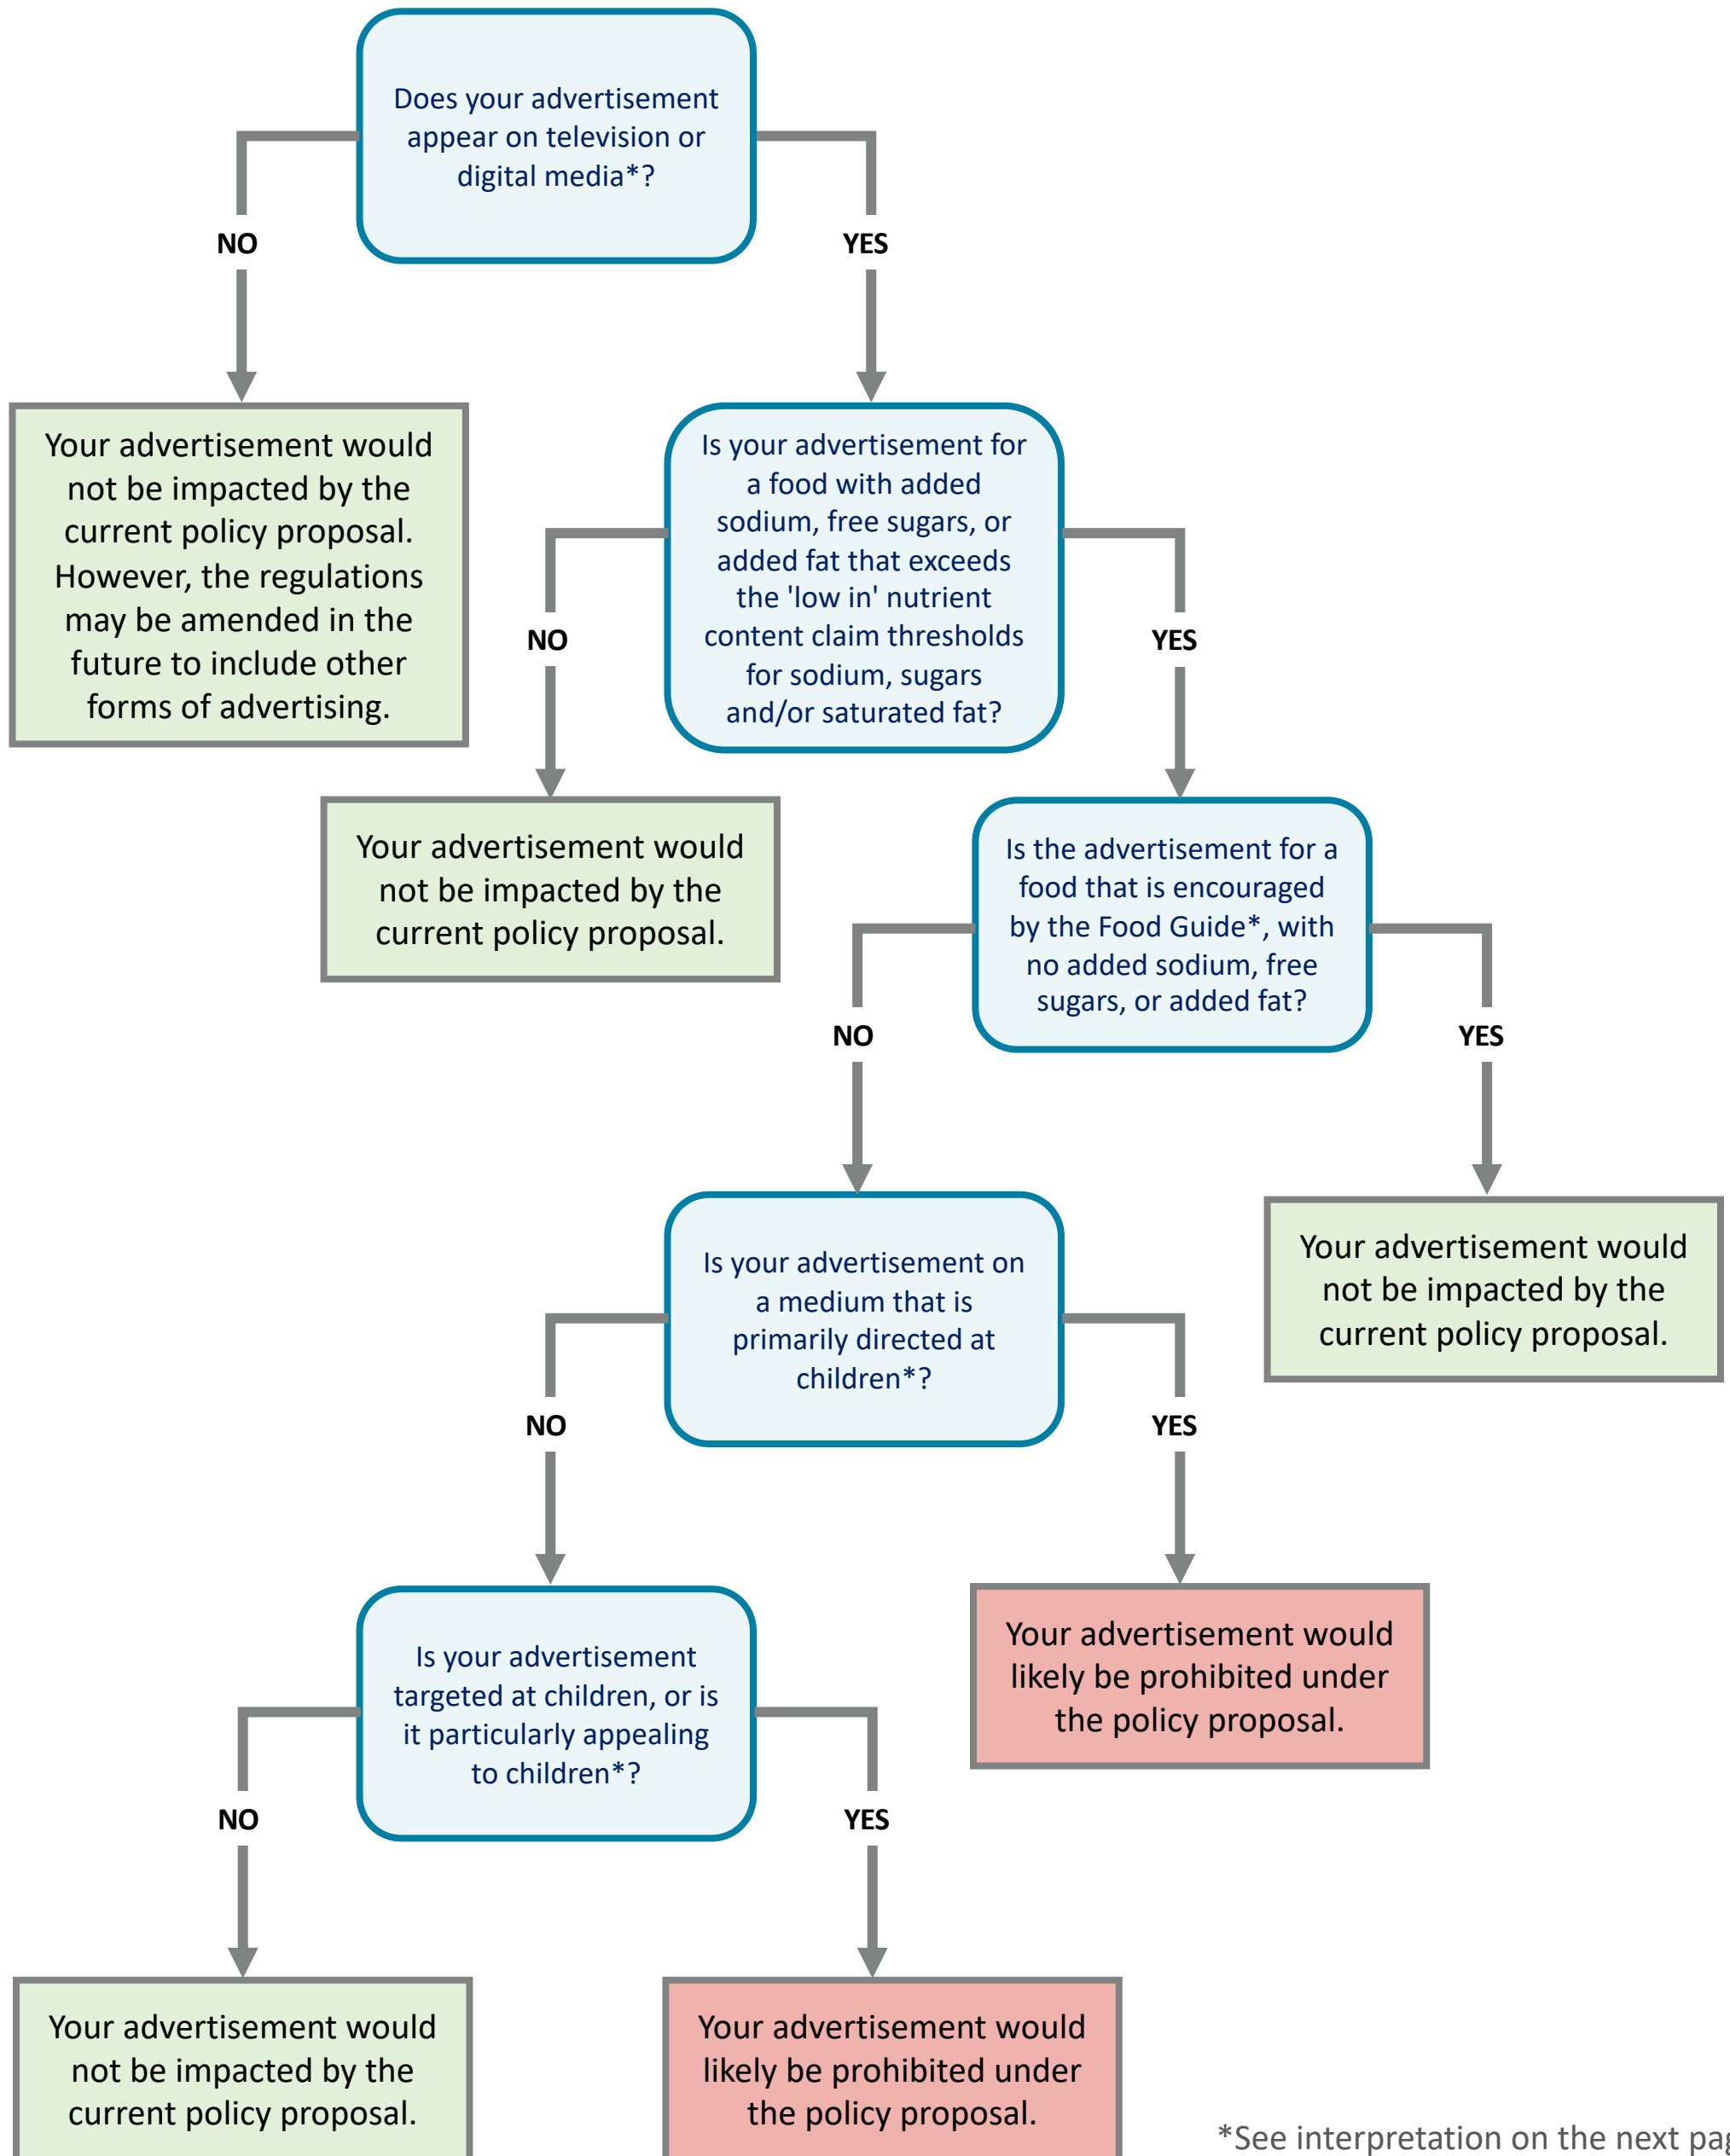 Does your advertisement
appear on television or
digital media*?
NO
YES
Your advertisement would
not be impacted by the
current policy proposal.
However, the regulations
may be amended in the
future to include other
forms of advertising.
Is your advertisement for
a food with added
sodium, free sugars, or
added fat that exceeds
the 'low in' nutrient
content claim thresholds
for sodium, sugars
and/or saturated fat?
NO
YES
Your advertisement would
not be impacted by the
current policy proposal.
Is the advertisement for a
food that is encouraged
by the Food Guide*, with
no added sodium, free
sugars, or added fat?
NO
YES
Is your advertisement on
a medium that is
primarily directed at
children*?
Your advertisement would
not be impacted by the
current policy proposal.
NO
YES
Is your advertisement
targeted at children, or is
it particularly appealing
to children*?
Your advertisement would
likely be prohibited under
the policy proposal.
NO
YES
Your advertisement would
not be impacted by the
current policy proposal.
Your advertisement would
likely be prohibited under
the policy proposal.
*See interpretation on the next